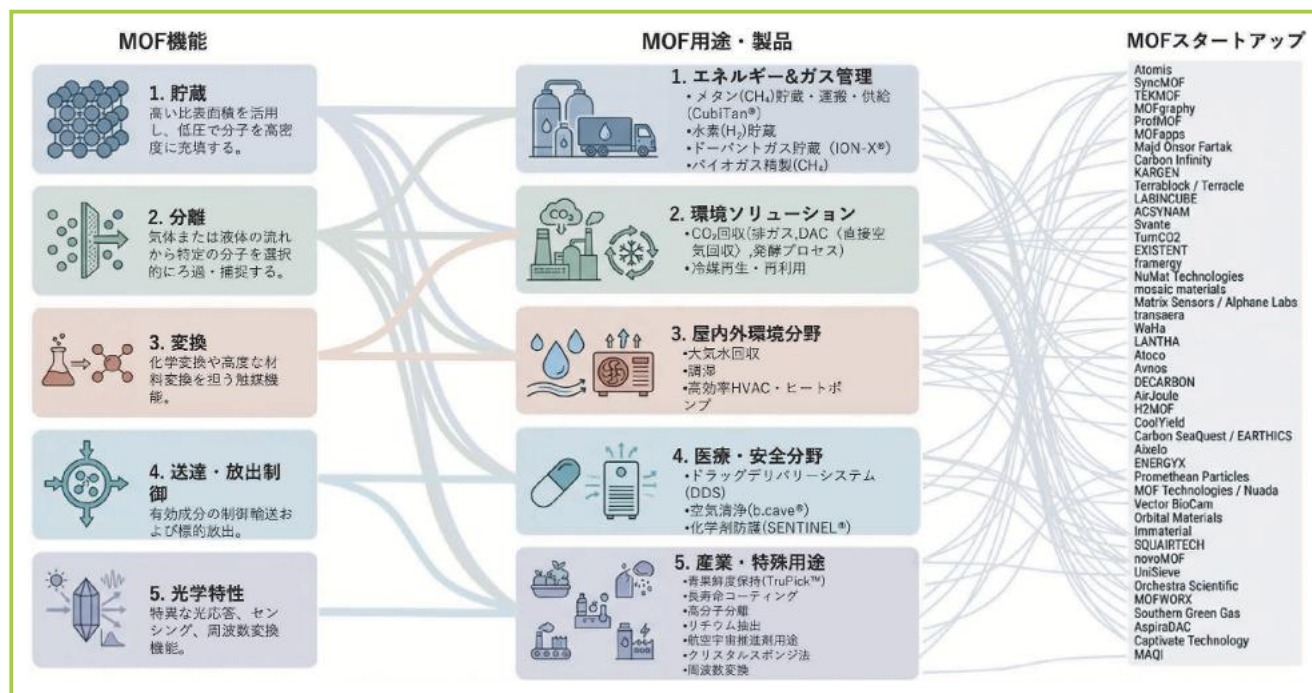 MOF機能
1. 貯蔵
高い比表面積を活用
し、低圧で分子を高密
度に充填する。
2. 分離
気体または液体の流れ
から特定の分子を選択
的にろ過・捕捉する。
3. 変換
化学変換や高度な材
料変換を担う触媒機
能。
4. 送達・放出制
御
有効成分の制御輸送お
よび標的放出。
5. 光学特性
特異な光応答、セン
シング、周波数変換
機能。
MOF用途・製品
1. エネルギー&ガス管理
・メタン(CH₄)貯蔵・運搬・供給
(CubiTan®)
・水素(H₂)貯蔵
・ドーパントガス貯蔵（ION-X®）
・バイオガス精製(CH₄)
2. 環境ソリューション
CO₂
・CO₂回収(排ガス,DAC〈直接空
気回収〉,発酵プロセス)
・冷媒再生・再利用
3. 屋内外環境分野
・大気水回収
・調湿
・高効率HVAC・ヒートポ
ンプ
4. 医療・安全分野
・ドラッグデリバリーシステム
(DDS)
・空気清浄(b.cave®)
・化学剤防護(SENTINEL®)
5. 産業・特殊用途
・青果鮮度保持(TruPick™)
・長寿命コーティング
・高分子分離
・リチウム抽出
・航空宇宙推進剤用途
・クリスタルスポンジ法
・周波数変換
MOFスタートアップ
Atomis
SyncMOF
TEKMOF
MOFgraphy
ProfMOF
MOFapps
Majd Onsor Fartak
Carbon Infinity
KARGEN
Terrablock / Terracle
LABINCUBE
ACSYNAM
Svante
TumCO2
EXISTENT
framergy
NuMat Technologies
mosaic materials
Matrix Sensors / Alphane Labs
transaera
WaHa
LANTHA
Atoco
Avnos
DECARBON
AirJoule
H2MOF
CoolYield
Carbon SeaQuest / EARTHICS
Aixelo
ENERGYX
Promethean Particles
MOF Technologies / Nuada
Vector BioCam
Orbital Materials
Immaterial
SQUAIRTECH
novoMOF
UniSieve
Orchestra Scientific
MOFWORX
Southern Green Gas
AspiraDAC
Captivate Technology
MAQI